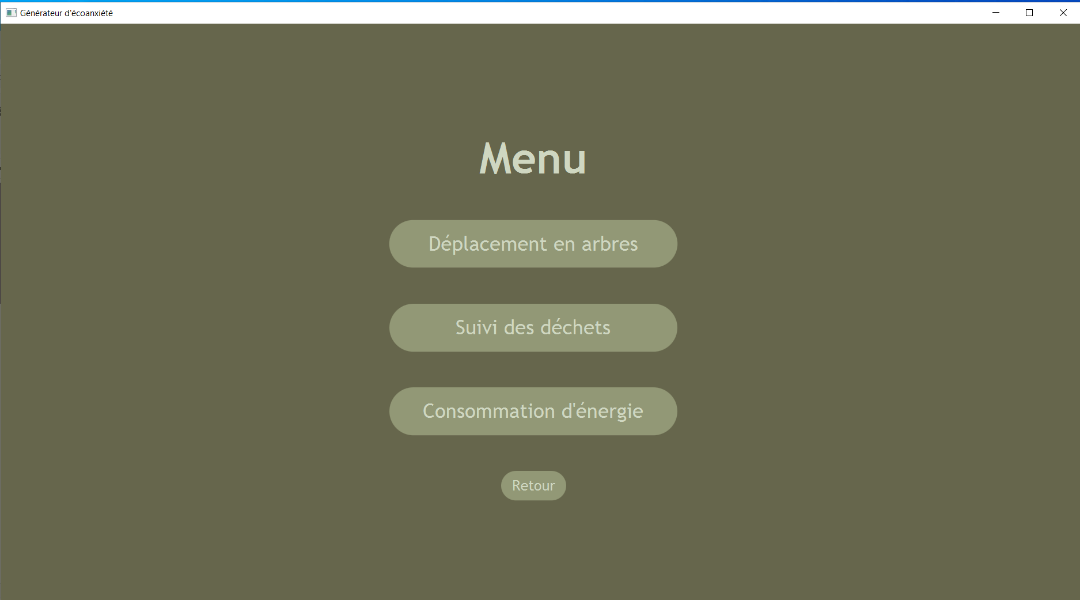 Générateur d'écoanxiété
Menu
Déplacement en arbres
Suivi des déchets
Consommation d'énergie
Retour